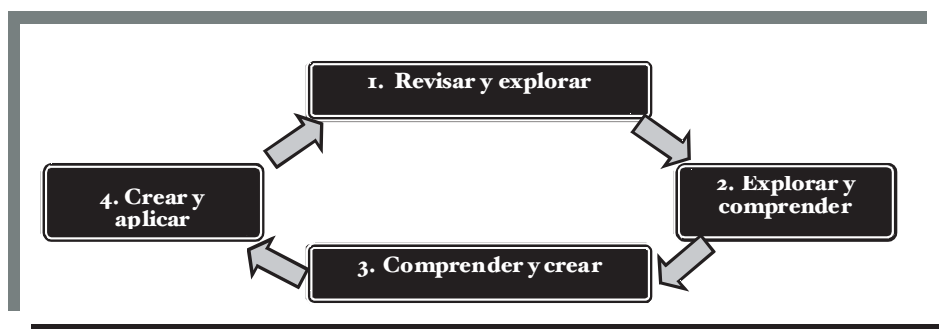 1. Revisar y explorar
2. Explorar y
comprender
3. Comprender y crear
4. Crear y
aplicar